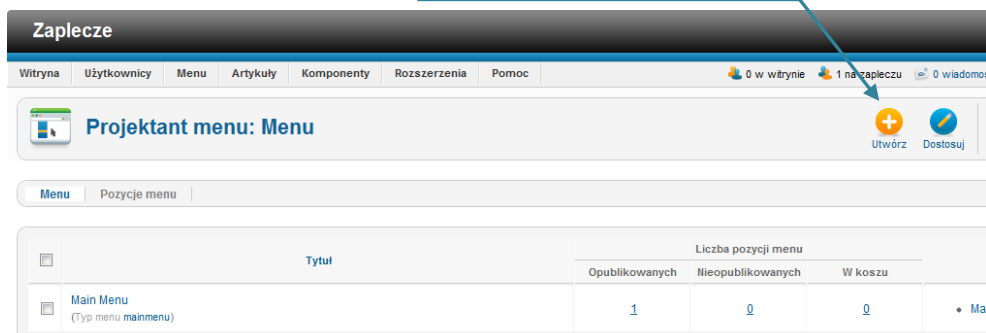 Zaplecze
Witryna Użytkownicy Menu Artykuły Komponenty Rozszerzenia Pomoc 0 w witrynie 1 na zapleczu 0 wiadomoś
Projektant menu: Menu
Utwórz Dostosuj
Menu Pozycje menu
Tytuł
Liczba pozycji menu
Opublikowanych Nieopublikowanych W koszu
Main Menu
(Typ menu mainmenu)
1 0 0 • Ma